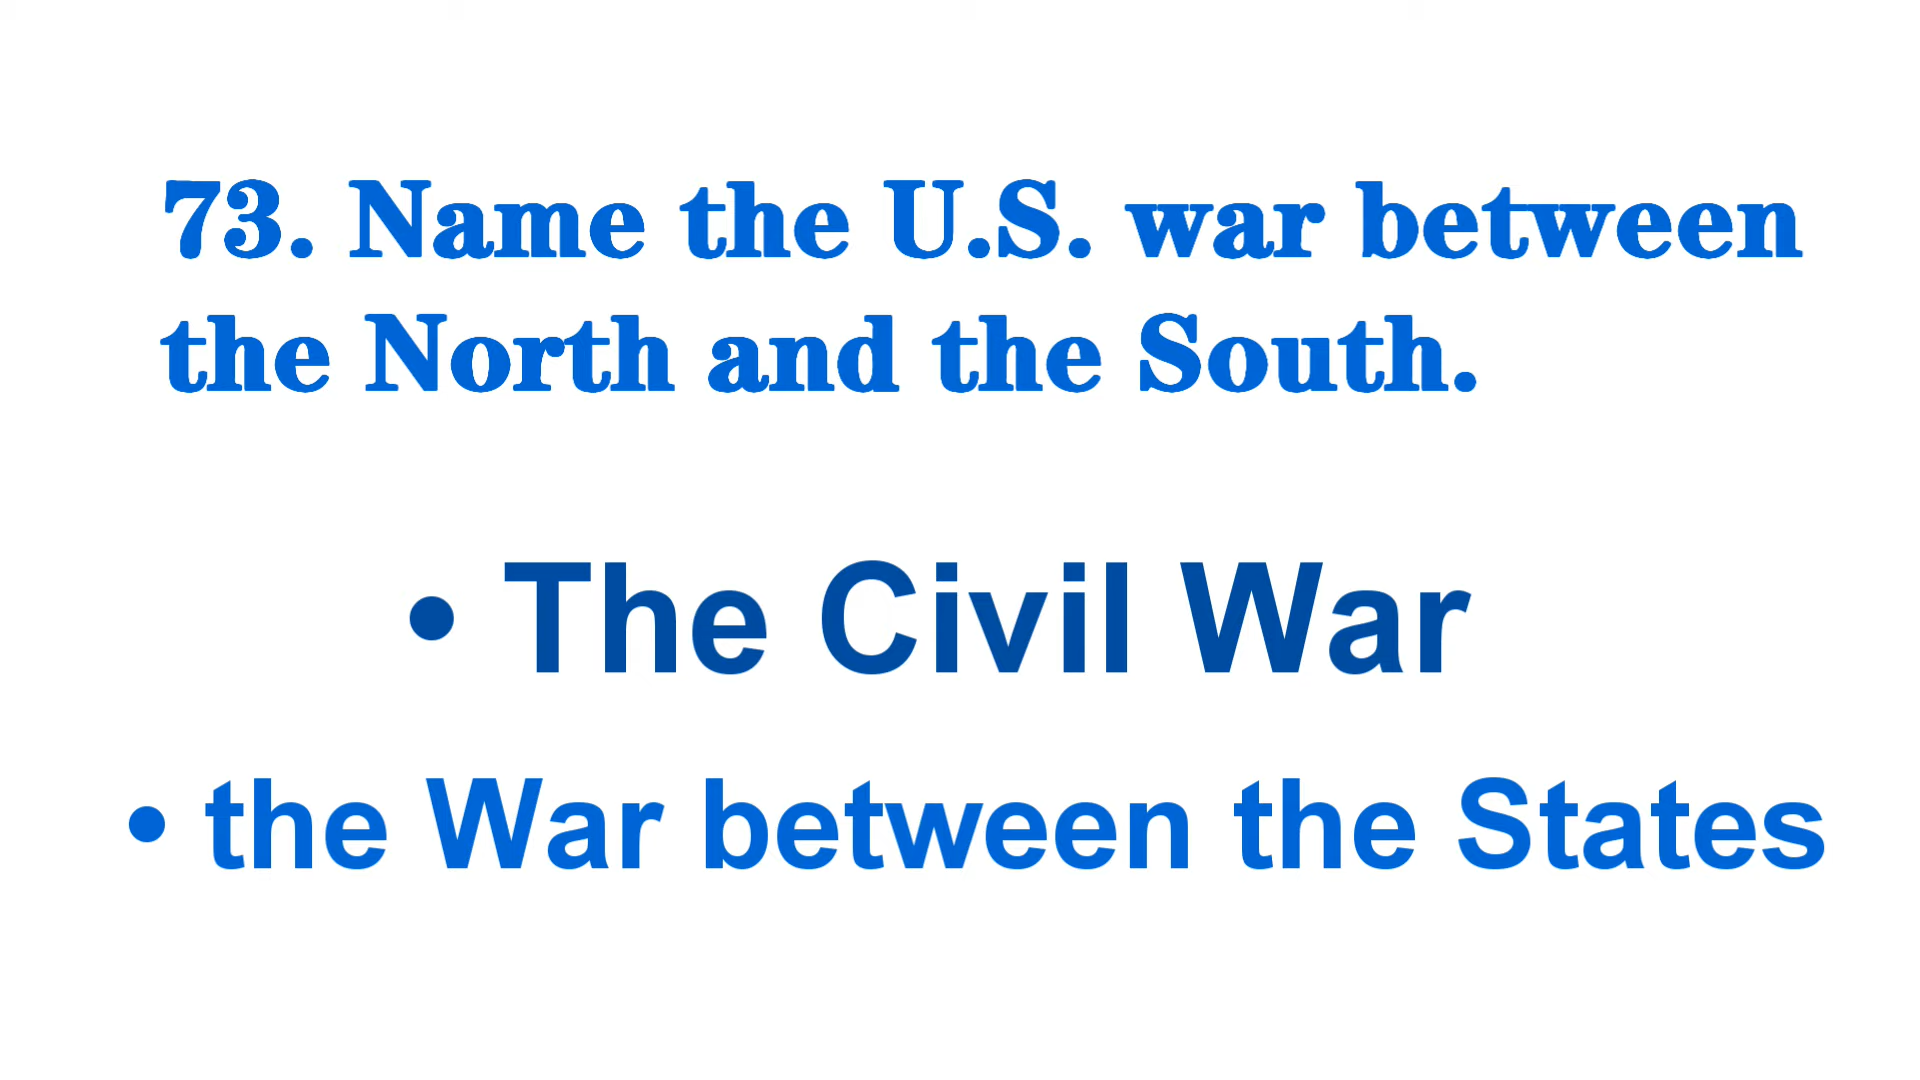 73. Name the U.S. war between
the North and the South.
• The Civil War
• the War between the States